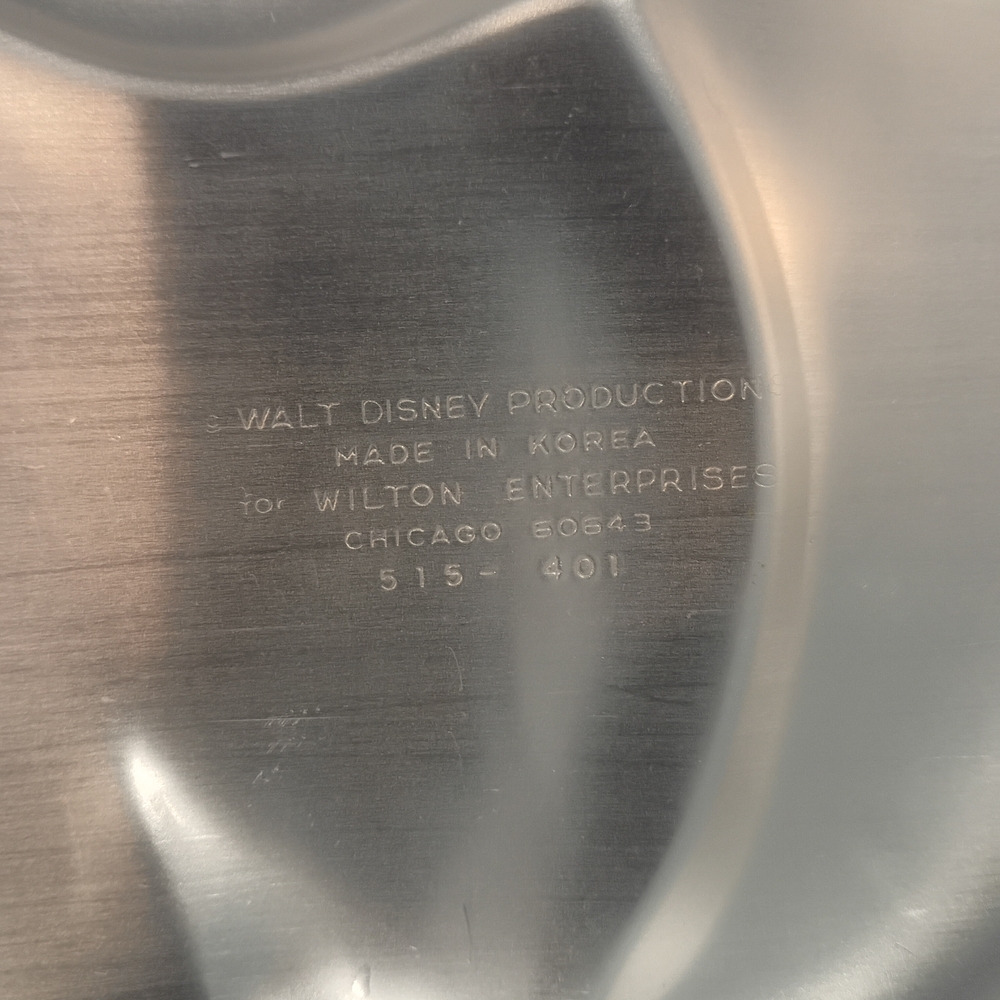 © WALT DISNEY PRODUCTIONS
MADE IN KOREA
for WILTON ENTERPRISES
CHICAGO 60643
515- 401